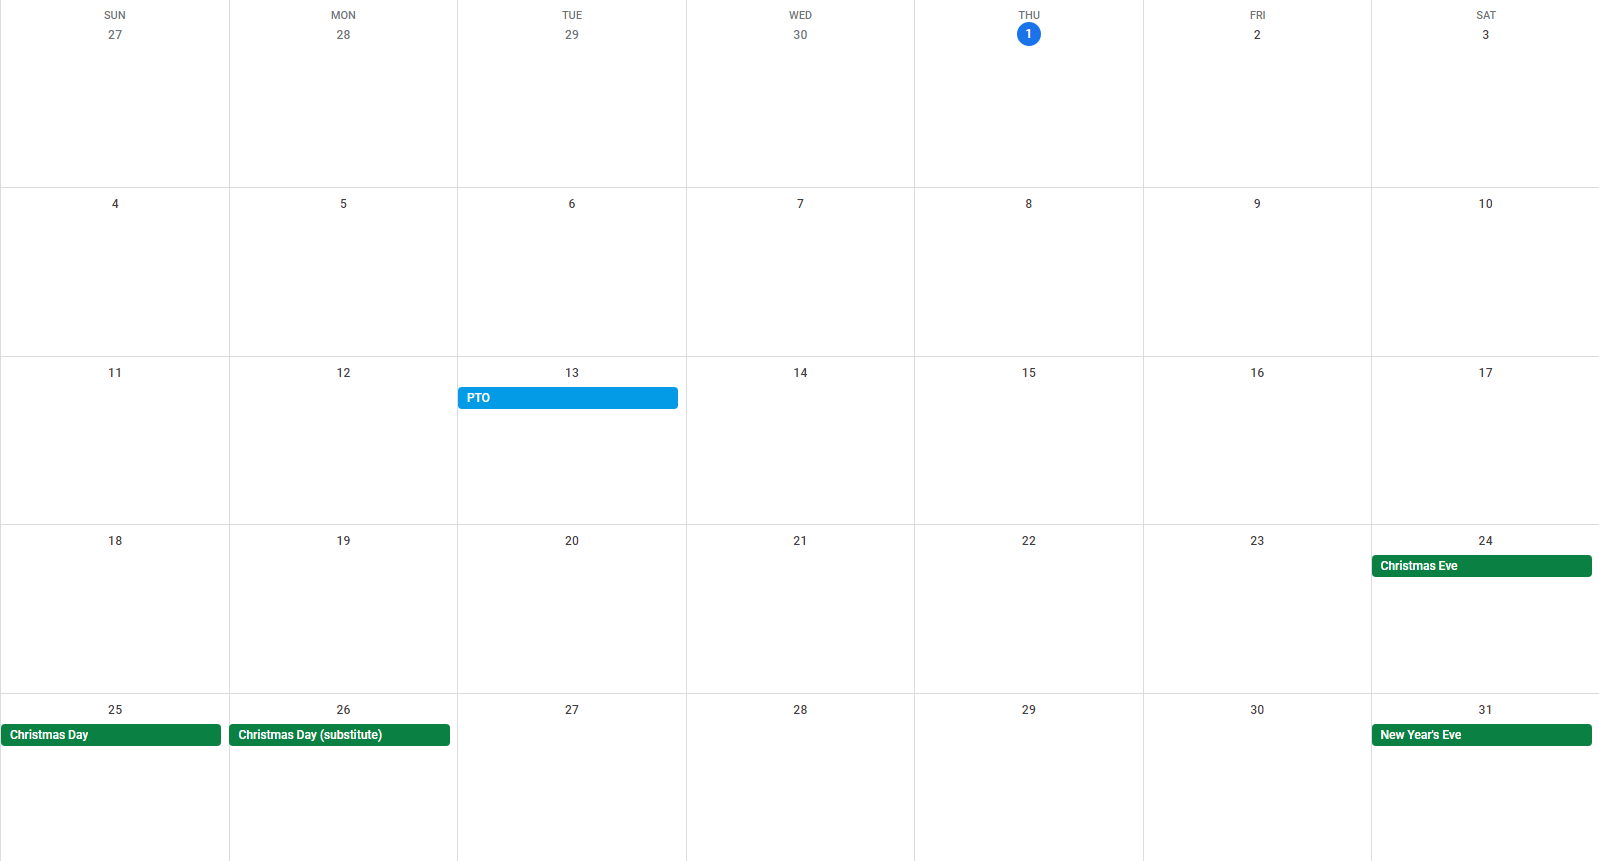 SUN MON TUE WED THU FRI SAT
27 28 29 30 1 2 3
4 5 6 7 8 9 10
11 12 13 14 15 16 17
PTO
18 19 20 21 22 23 24
Christmas Eve
25 26 27 28 29 30 31
Christmas Day Christmas Day (substitute) New Year's Eve